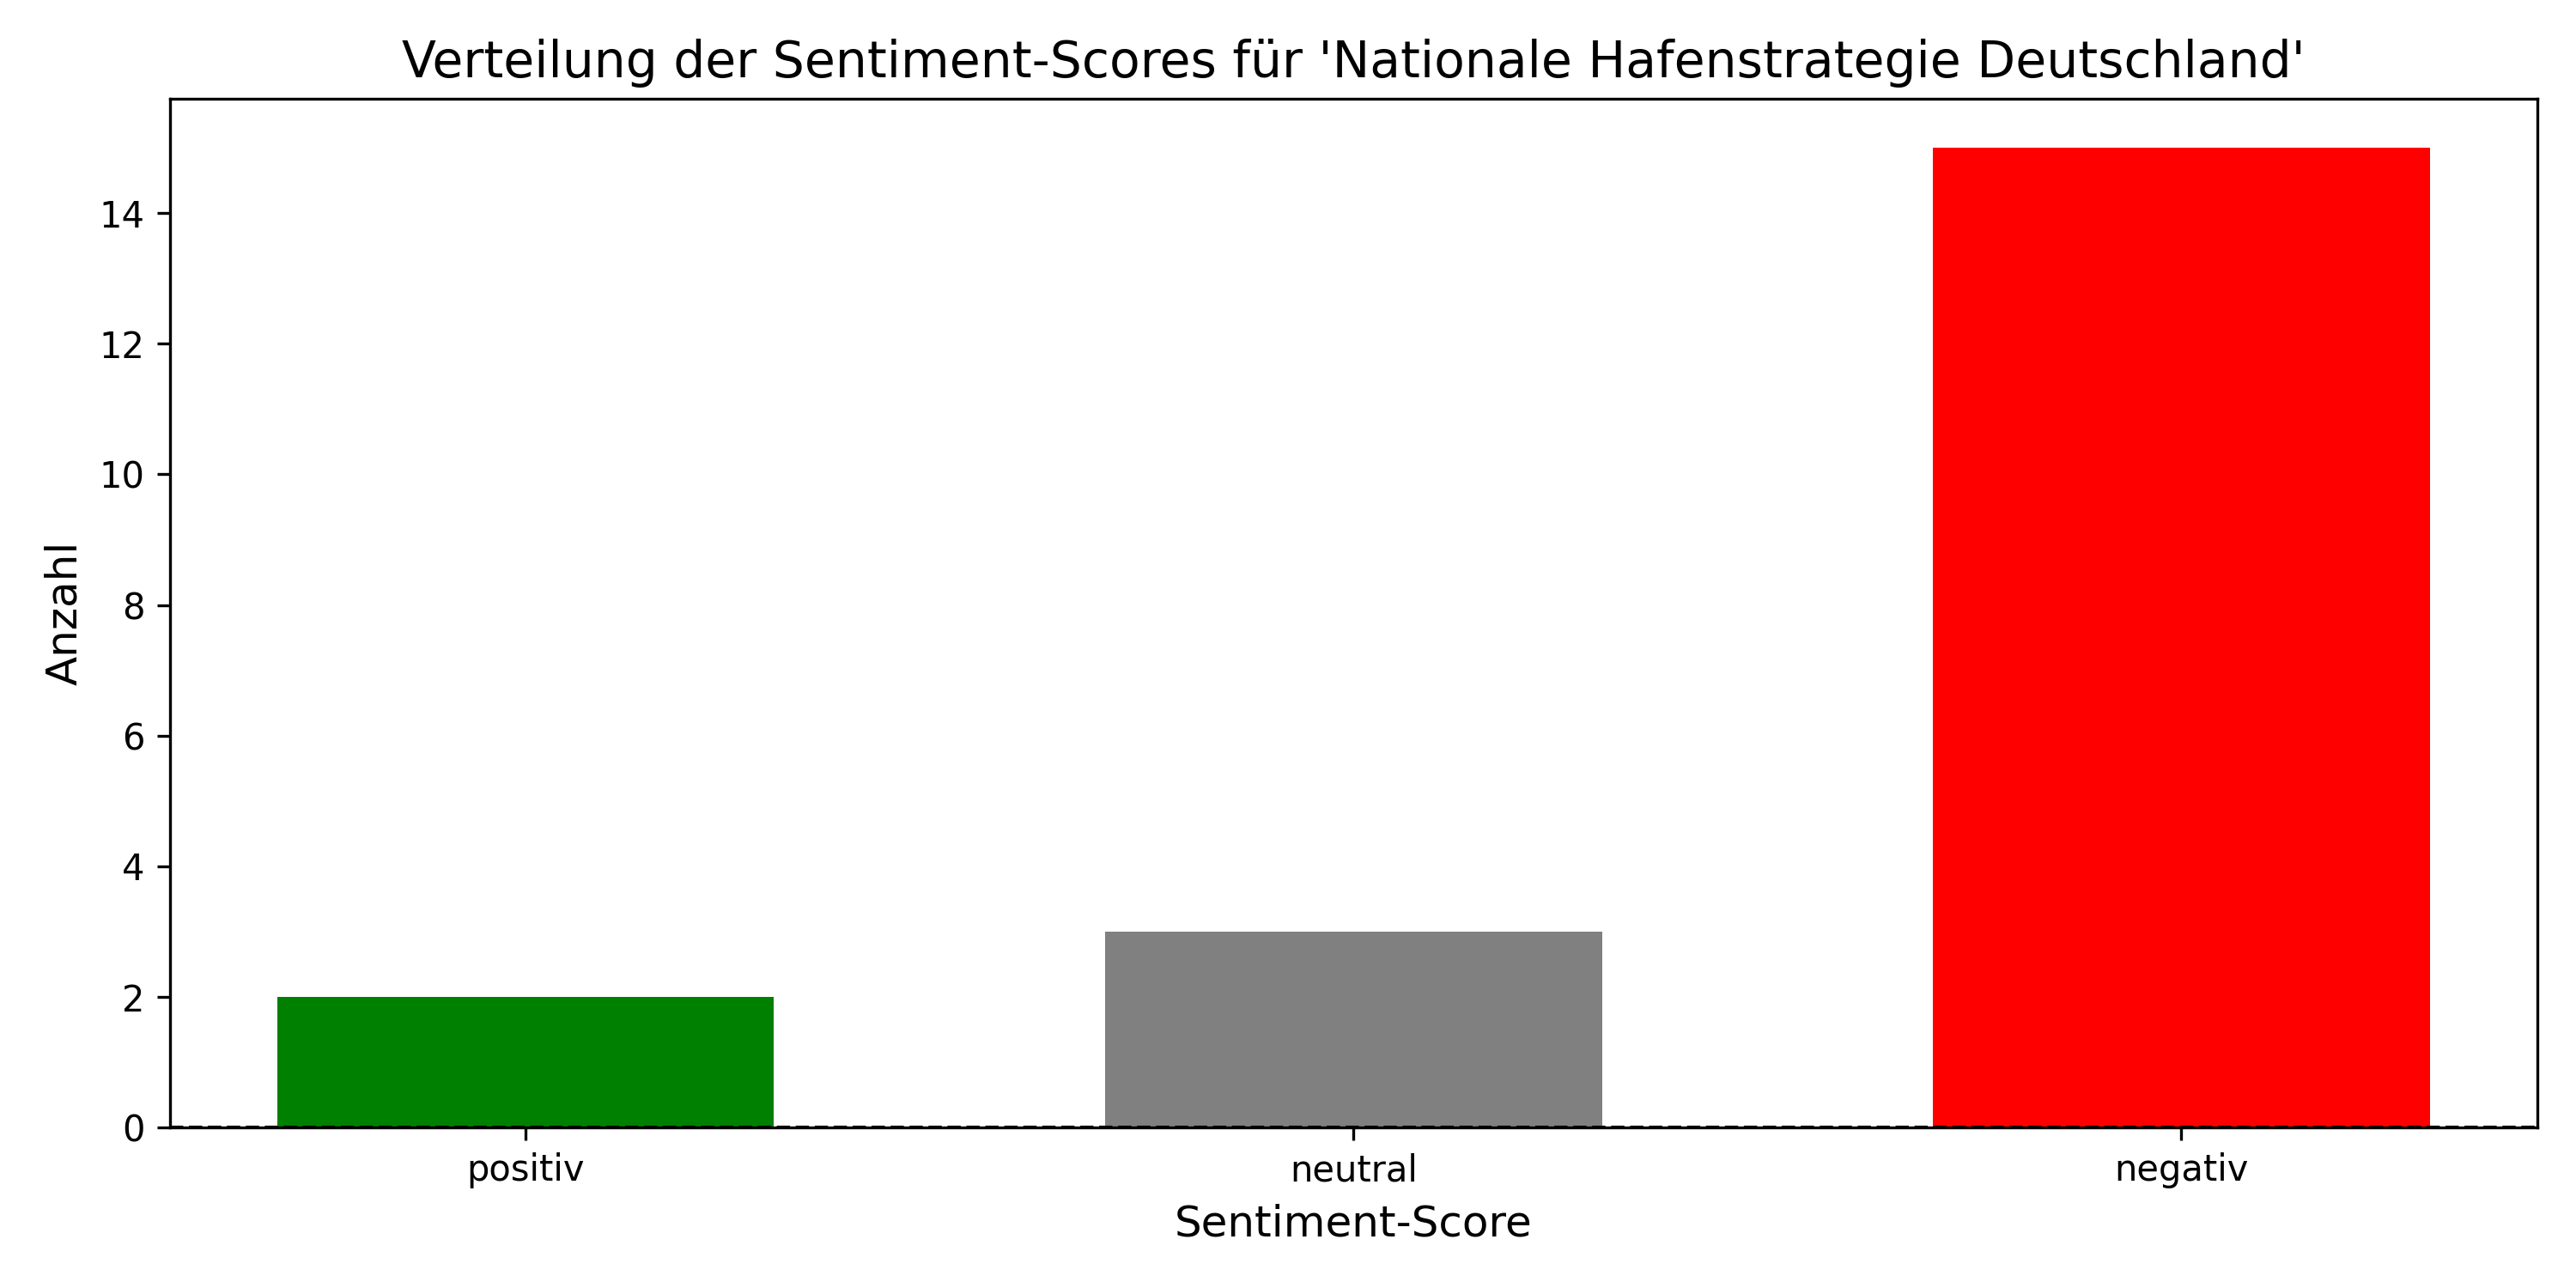 Verteilung der Sentiment-Scores für 'Nationale Hafenstrategie Deutschland'
14
12
10
8
6
4
2
0
Anzahl
positiv
neutral
negativ
Sentiment-Score